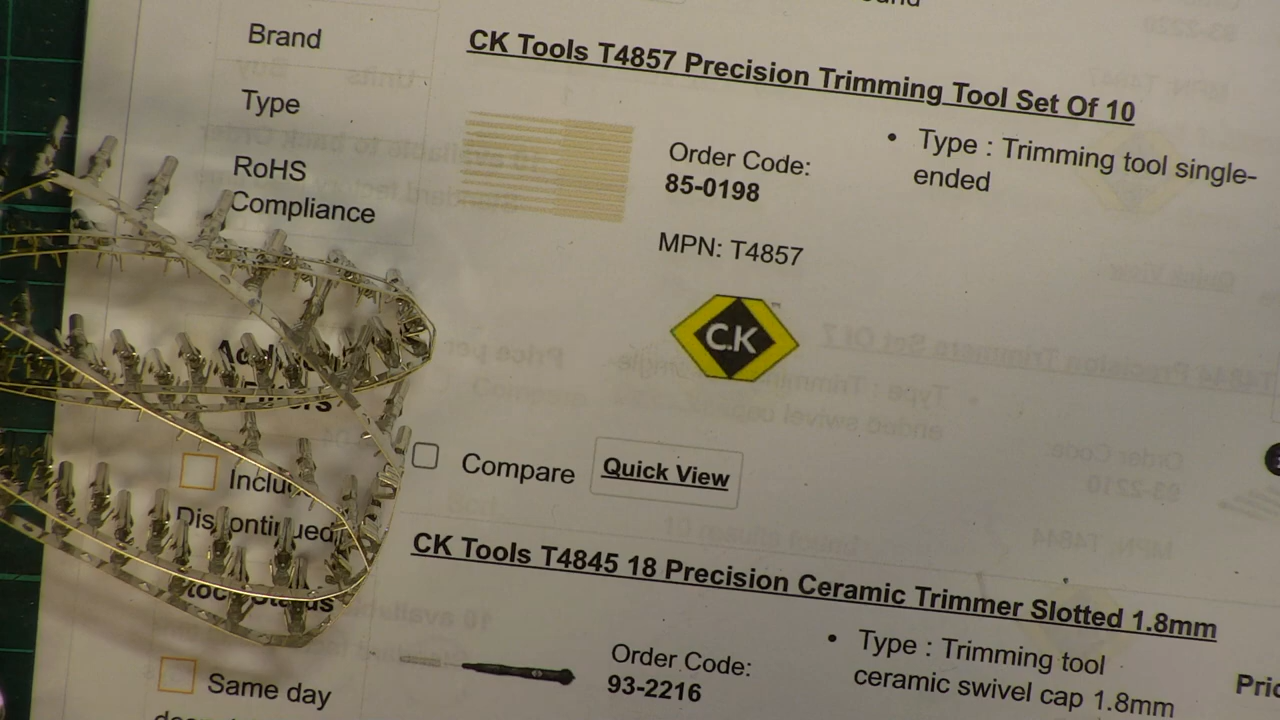 Brand
Type
RoHS
Compliance
Discontinued
Same day
CK Tools T4857 Precision Trimming Tool Set Of 10
Order Code:
85-0198
MPN: T4857
• Type : Trimming tool single-
ended
C.K
Compare
Quick View
CK Tools T4845 18 Precision Ceramic Trimmer Slotted 1.8mm
Order Code:
93-2216
• Type : Trimming tool
ceramic swivel cap 1.8mm